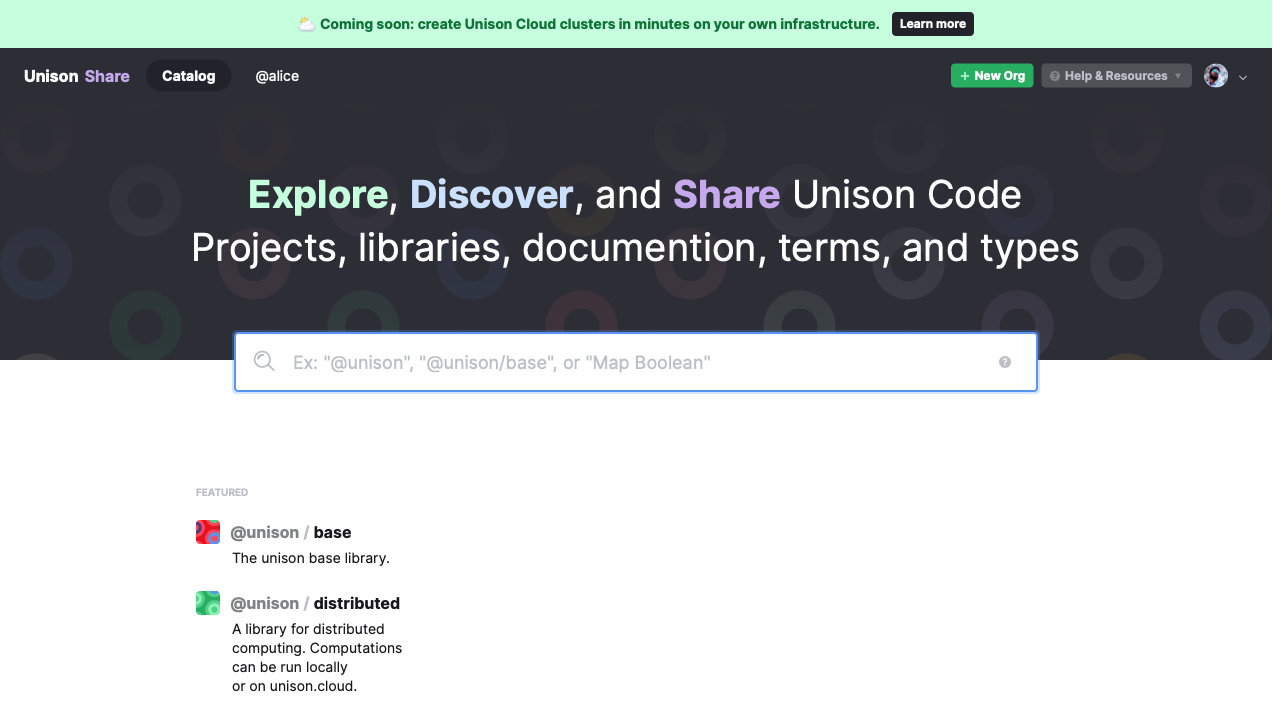 Coming soon: create Unison Cloud clusters in minutes on your own infrastructure. Learn more
Unison Share Catalog @alice + New Org ? Help & Resources
Explore, Discover, and Share Unison Code
Projects, libraries, documention, terms, and types
Ex: "@unison", "@unison/base", or "Map Boolean" ?
FEATURED
@unison / base
The unison base library.
@unison / distributed
A library for distributed
computing. Computations
can be run locally
or on unison.cloud.